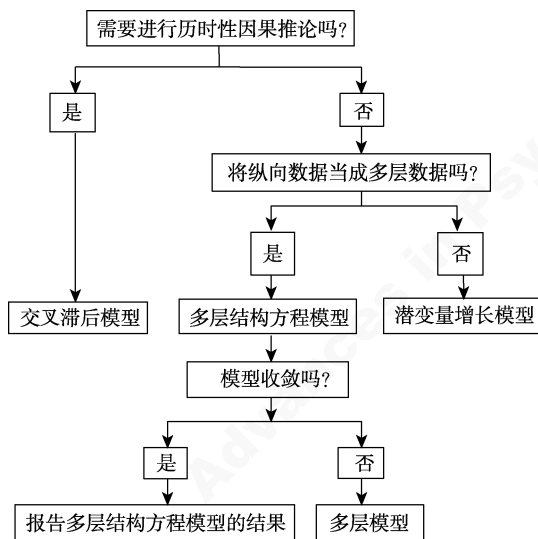 需要进行历时性因果推论吗?
是
否
将纵向数据当成多层数据吗?
是
否
交叉滞后模型
多层结构方程模型
潜变量增长模型
模型收敛吗?
是
否
报告多层结构方程模型的结果
多层模型
Advances in Psy